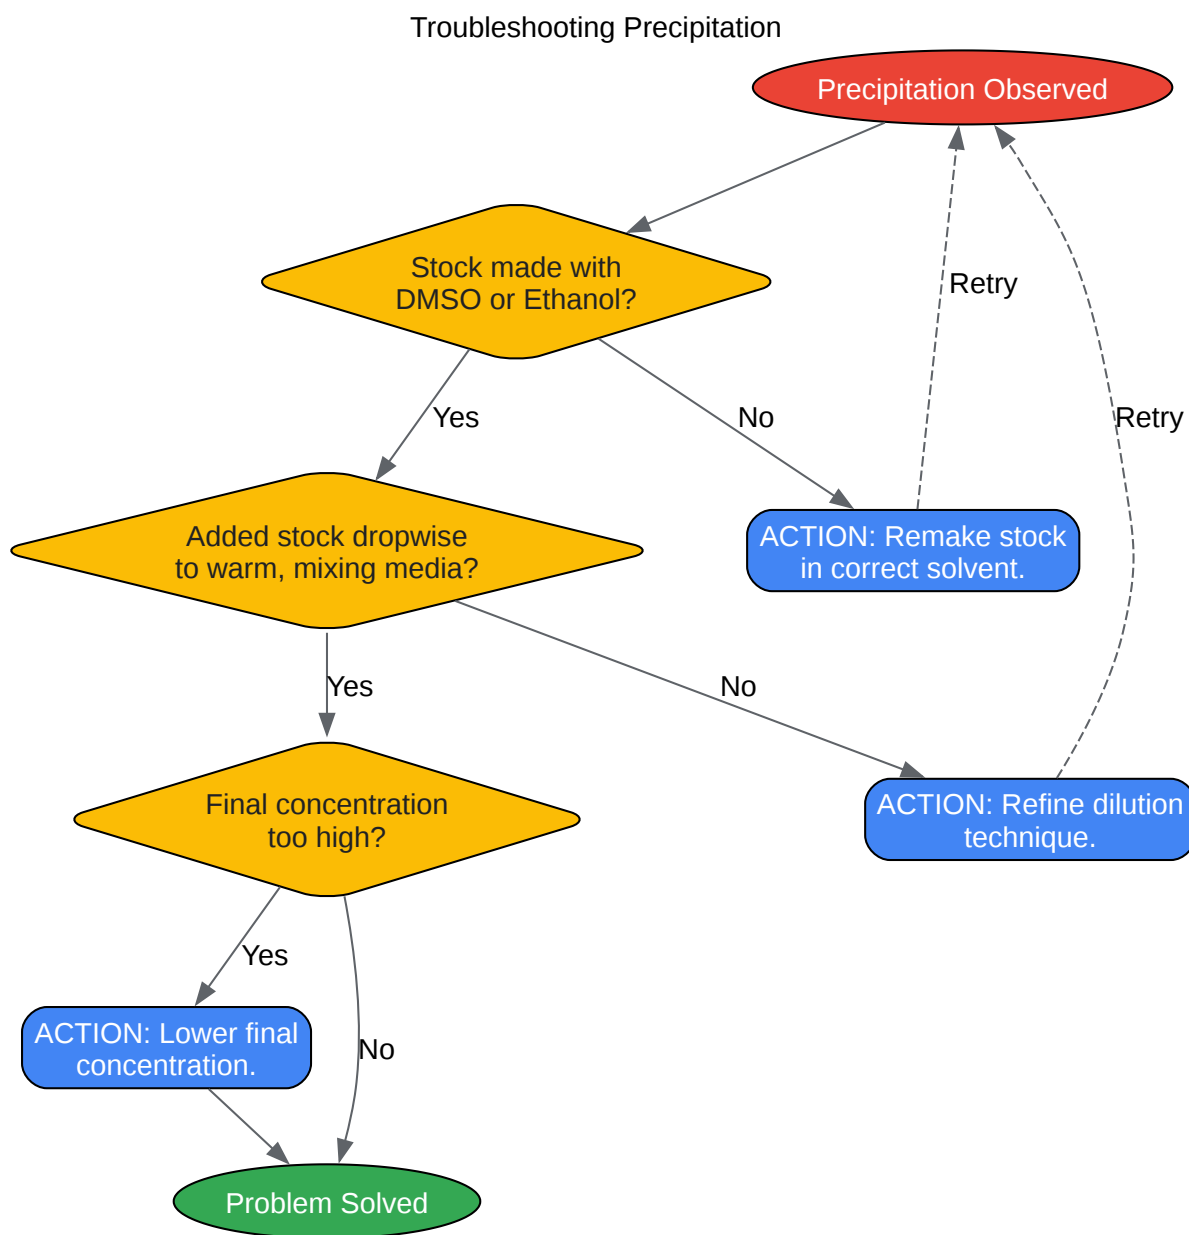 Troubleshooting Precipitation
Precipitation Observed
Stock made with
DMSO or Ethanol?
Retry
Yes
No
Retry
Added stock dropwise
to warm, mixing media?
ACTION: Remake stock
in correct solvent.
Yes
No
Final concentration
too high?
ACTION: Refine dilution
technique.
Yes
ACTION: Lower final
concentration.
No
Problem Solved